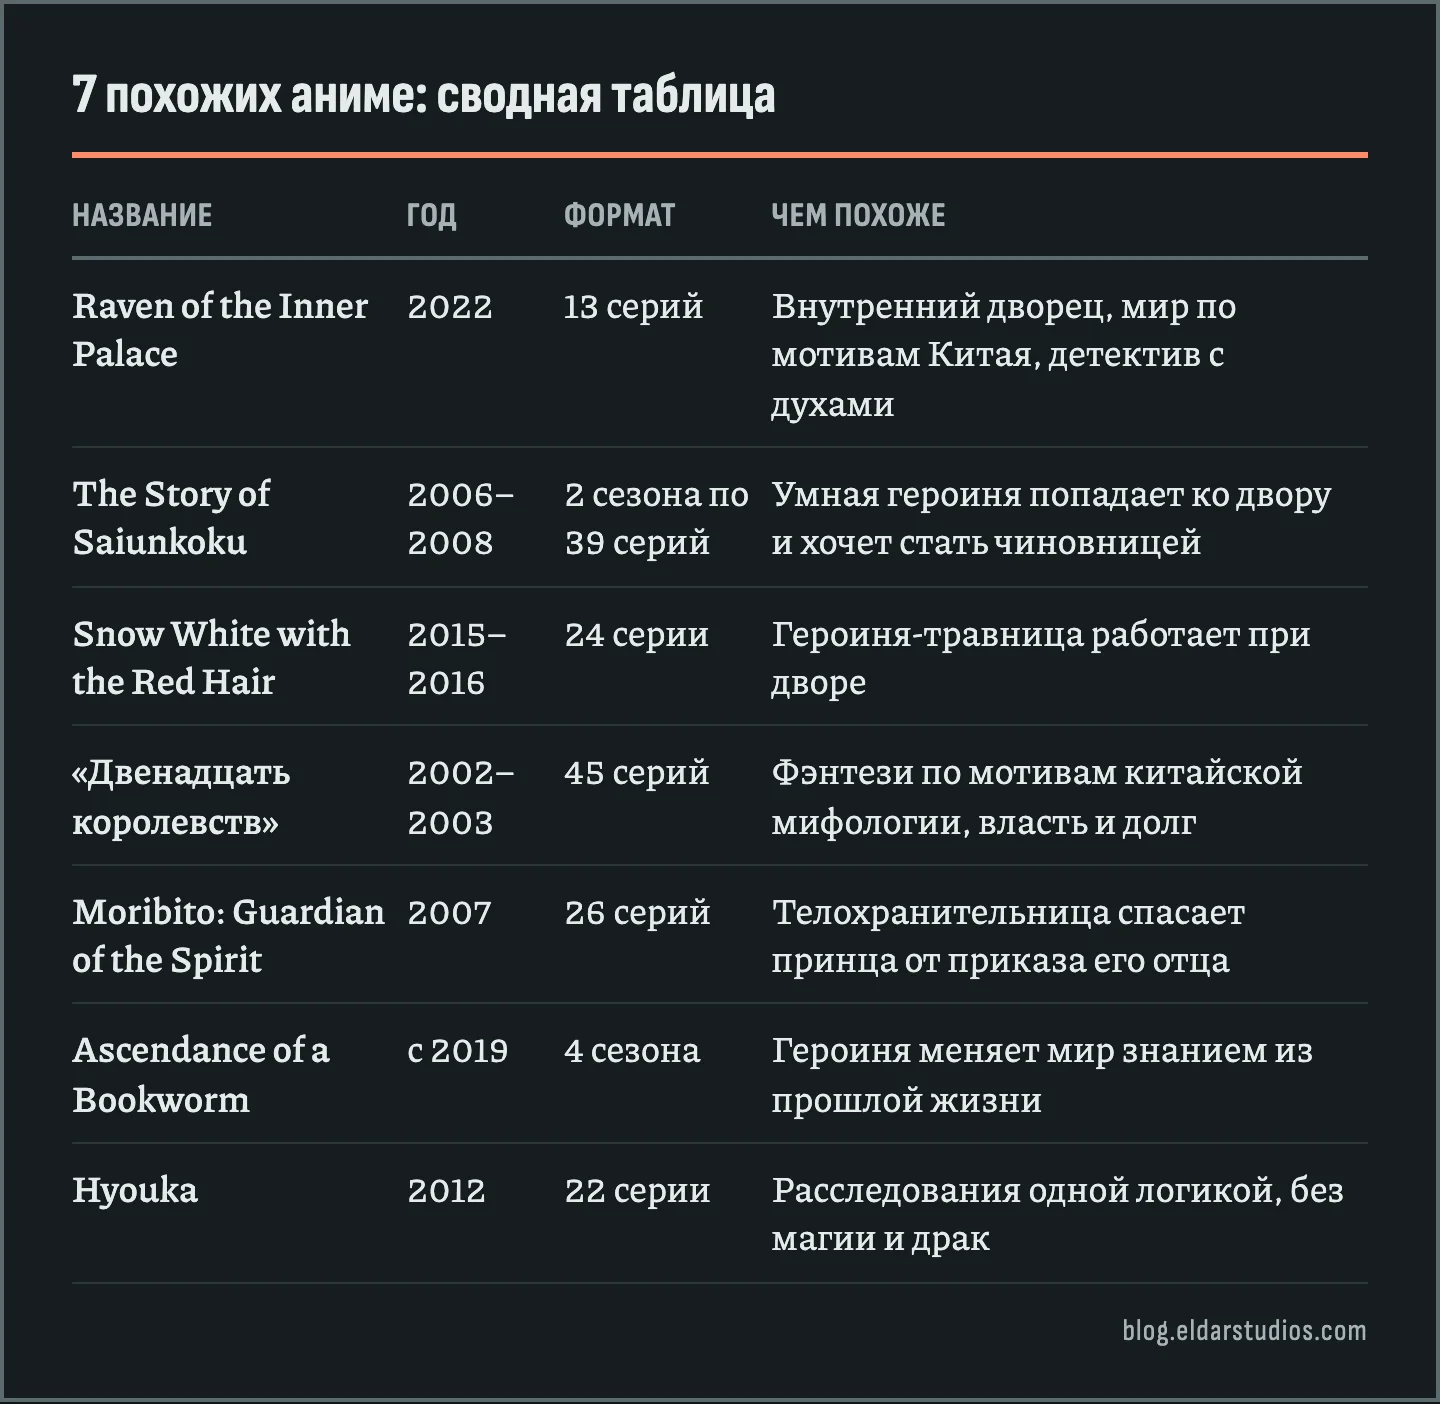 7 похожих аниме: сводная таблица
НАЗВАНИЕ ГОД ФОРМАТ ЧЕМ ПОХОЖЕ
Raven of the Inner 2022 13 серий Внутренний дворец, мир по
Palace мотивам Китая, детектив с
духами
The Story of 2006– 2 сезона по Умная героиня попадает ко двору
Saiunkoku 2008 39 серий и хочет стать чиновницей
Snow White with 2015– 24 серии Героиня-травница работает при
the Red Hair 2016 дворе
«Двенадцать 2002– 45 серий Фэнтези по мотивам китайской
королевств» 2003 мифологии, власть и долг
Moribito: Guardian 2007 26 серий Телохранительница спасает
of the Spirit принца от приказа его отца
Ascendance of a с 2019 4 сезона Героиня меняет мир знанием из
Bookworm прошлой жизни
Hyouka 2012 22 серии Расследования одной логикой, без
магии и драк
blog.eldarstudios.com